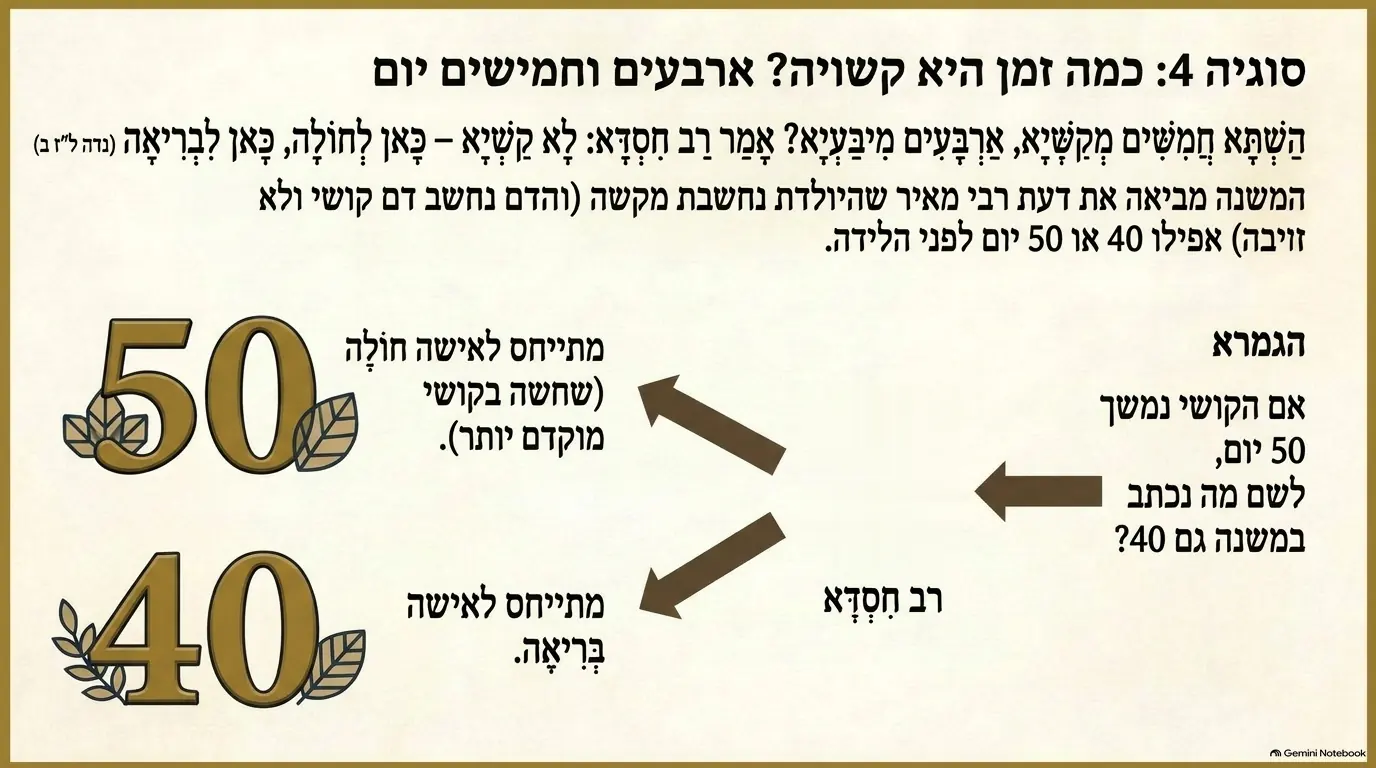 סוגיה 4: כמה זמן היא קשויה? ארבעים וחמישים יום
הַשְׁתָּא חֲמִשִּׁים מְקַשְּׁיָא, אַרְבָּעִים מִיבַּעְיָא? אָמַר רַב חִסְדָּא: לָא קַשְׁיָא – כָּאן לְחוֹלָה, כָּאן לִבְרִיאָה (נדה ל״ז ב)
המשנה מביאה את דעת רבי מאיר שהיולדת נחשבת מקשה (והדם נחשב דם קושי ולא
זויבה) אפילו 40 או 50 יום לפני הלידה.
הגמרא
אם הקושי נמשך
50 יום,
לשם מה נכתב
במשנה גם 40?
רב חִסְדָּא
מתייחס לאישה חוֹלָה
(שחשה בקושי
מוקדם יותר).
50
מתייחס לאישה
בְּרִיאָה.
40
Gemini Notebook